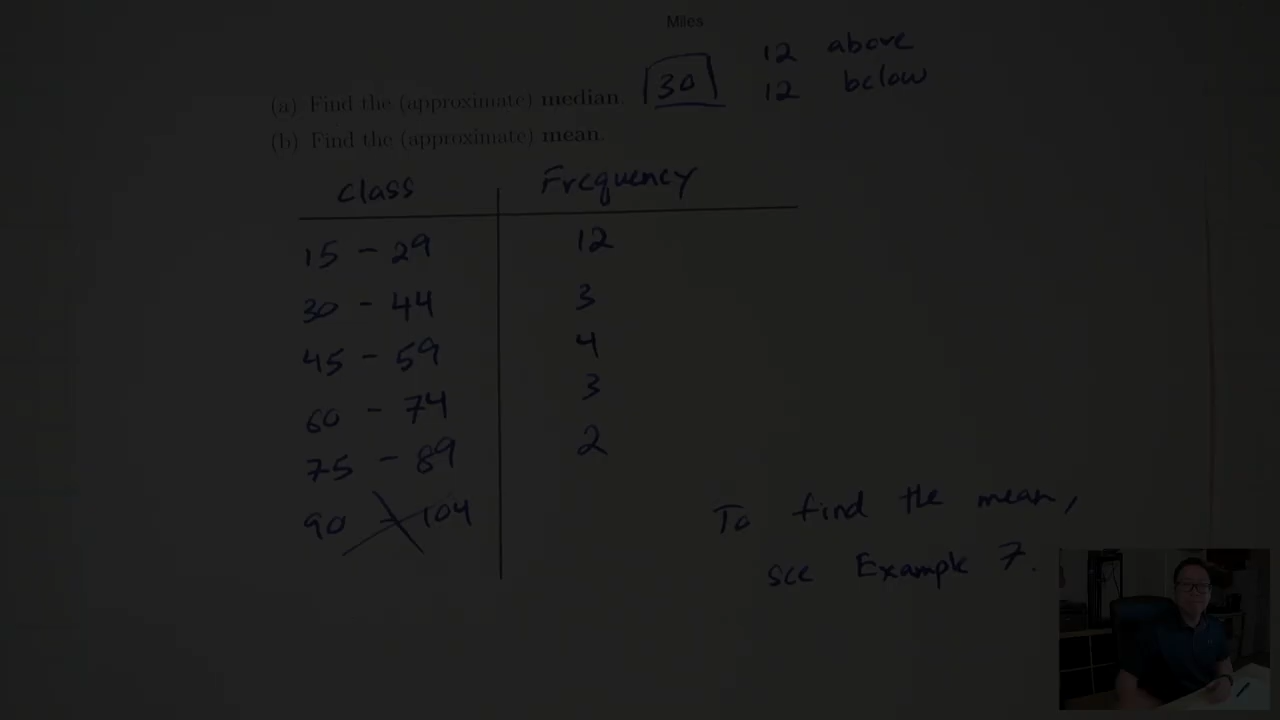 Miles
12 above
(a) Find the (approximate) median. 30 12 below
(b) Find the (approximate) mean.
Class Frequency
15 - 29 12
30 - 44 3
45 - 59 4
60 - 74 3
75 - 89 2
90 - 104
To find the mean,
see Example 7.